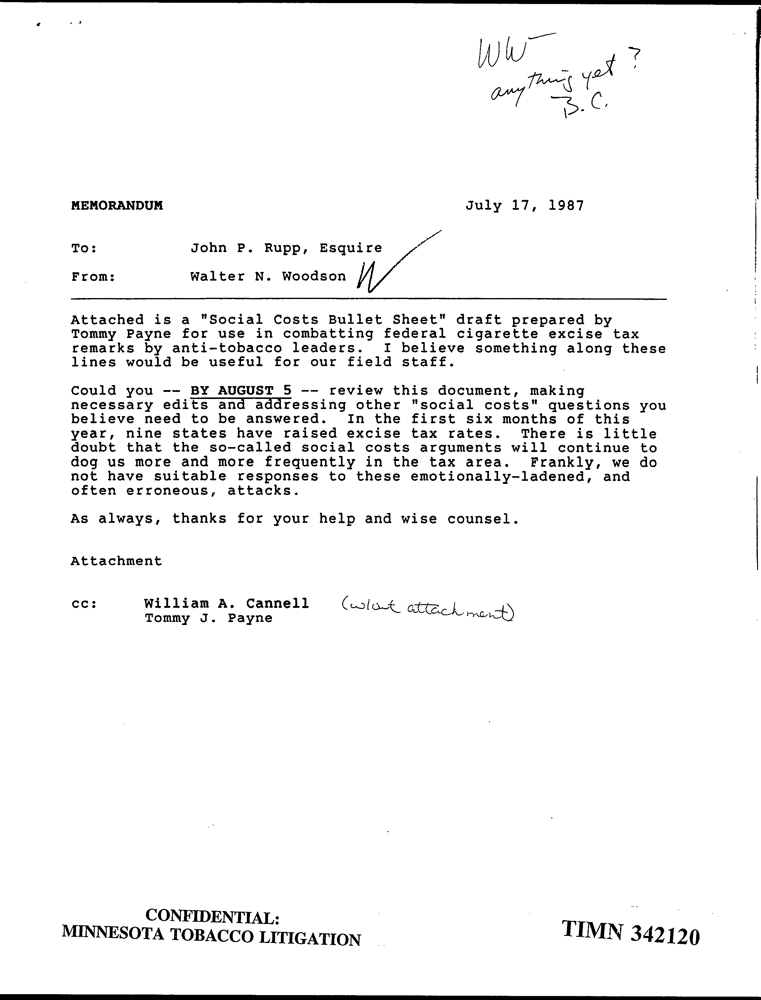 WW
anything yet?
B.C.
MEMORANDUM July 17, 1987
To: John P. Rupp, Esquire
From: Walter N. Woodson
Attached is a "Social Costs Bullet Sheet" draft prepared by
Tommy Payne for use in combatting federal cigarette excise tax
remarks by anti-tobacco leaders. I believe something along these
lines would be useful for our field staff.
Could you -- BY AUGUST 5 -- review this document, making
necessary edits and addressing other "social costs" questions you
believe need to be answered. In the first six months of this
year, nine states have raised excise tax rates. There is little
doubt that the so-called social costs arguments will continue to
dog us more and more frequently in the tax area. Frankly, we do
not have suitable responses to these emotionally-ladened, and
often erroneous, attacks.
As always, thanks for your help and wise counsel.
Attachment
cc: William A. Cannell (w/out attachment)
Tommy J. Payne
CONFIDENTIAL:
MINNESOTA TOBACCO LITIGATION
TIMN 342120